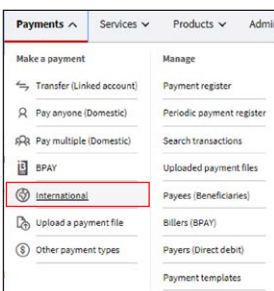 Payments Services Products Admi
Make a payment
Transfer (Linked account)
Pay anyone (Domestic)
Pay multiple (Domestic)
BPAY
International
Upload a payment file
Other payment types
Manage
Payment register
Periodic payment register
Search transactions
Uploaded payment files
Payees (Beneficiaries)
Billers (BPAY)
Payers (Direct debit)
Payment templates